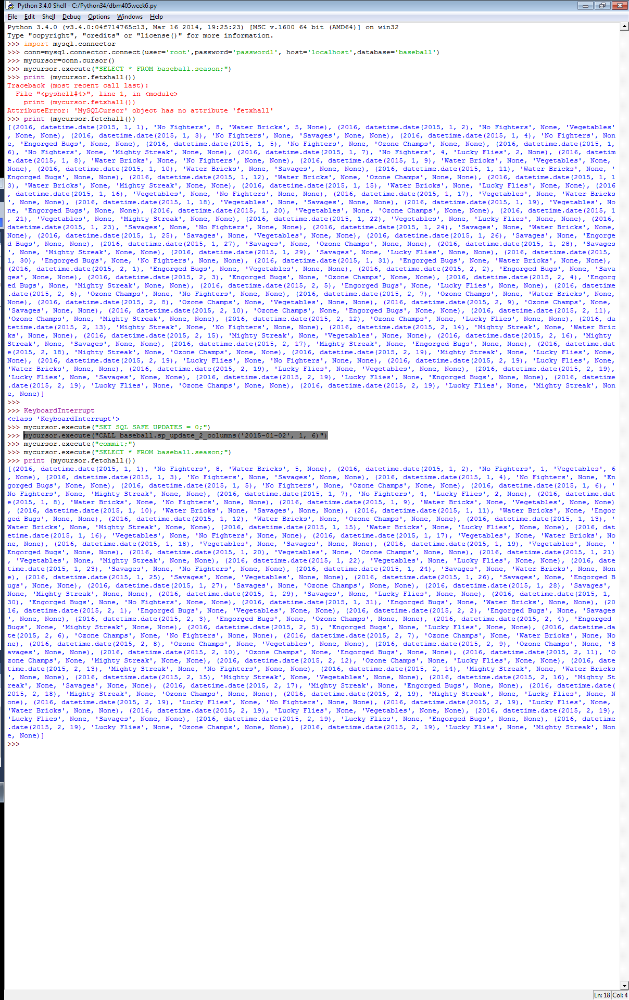 Python 3.4.0 Shell - C:/Python34/dbm405week6.py
File Edit Shell Debug Options Windows Help
Python 3.4.0 (v3.4.0:04f714765c13, Mar 16 2014, 19:25:23) [MSC v.1600 64 bit (AMD64)] on win32
Type "copyright", "credits" or "license()" for more information.
>>> import mysql.connector
>>> conn=mysql.connector.connect(user='root',password='password1', host='localhost',database='baseball')
>>> mycursor=conn.cursor()
>>> mycursor.execute("SELECT * FROM baseball.season;")
>>> print (mycursor.fetxhall())
Traceback (most recent call last):
  File "<pyshell#4>", line 1, in <module>
    print (mycursor.fetxhall())
AttributeError: 'MySQLCursor' object has no attribute 'fetxhall'
>>> print (mycursor.fetchall())
[(2016, datetime.date(2015, 1, 1), 'No Fighters', 8, 'Water Bricks', 5, None), (2016, datetime.date(2015, 1, 2), 'No Fighters', None, 'Vegetables'
, None, None), (2016, datetime.date(2015, 1, 3), 'No Fighters', None, 'Savages', None, None), (2016, datetime.date(2015, 1, 4), 'No Fighters', Non
e, 'Engorged Bugs', None, None), (2016, datetime.date(2015, 1, 5), 'No Fighters', None, 'Ozone Champs', None, None), (2016, datetime.date(2015, 1,
6), 'No Fighters', None, 'Mighty Streak', None, None), (2016, datetime.date(2015, 1, 7), 'No Fighters', 4, 'Lucky Flies', 2, None), (2016, datetim
e.date(2015, 1, 8), 'Water Bricks', None, 'No Fighters', None, None), (2016, datetime.date(2015, 1, 9), 'Water Bricks', None, 'Vegetables', None,
None), (2016, datetime.date(2015, 1, 10), 'Water Bricks', None, 'Savages', None, None), (2016, datetime.date(2015, 1, 11), 'Water Bricks', None, '
Engorged Bugs', None, None), (2016, datetime.date(2015, 1, 12), 'Water Bricks', None, 'Ozone Champs', None, None), (2016, datetime.date(2015, 1, 1
3), 'Water Bricks', None, 'Mighty Streak', None, None), (2016, datetime.date(2015, 1, 15), 'Water Bricks', None, 'Lucky Flies', None, None), (2016
, datetime.date(2015, 1, 16), 'Vegetables', None, 'No Fighters', None, None), (2016, datetime.date(2015, 1, 17), 'Vegetables', None, 'Water Bricks
', None, None), (2016, datetime.date(2015, 1, 18), 'Vegetables', None, 'Savages', None, None), (2016, datetime.date(2015, 1, 19), 'Vegetables', No
ne, 'Engorged Bugs', None, None), (2016, datetime.date(2015, 1, 20), 'Vegetables', None, 'Ozone Champs', None, None), (2016, datetime.date(2015, 1
, 21), 'Vegetables', None, 'Mighty Streak', None, None), (2016, datetime.date(2015, 1, 22), 'Vegetables', None, 'Lucky Flies', None, None), (2016,
datetime.date(2015, 1, 23), 'Savages', None, 'No Fighters', None, None), (2016, datetime.date(2015, 1, 24), 'Savages', None, 'Water Bricks', None,
None), (2016, datetime.date(2015, 1, 25), 'Savages', None, 'Vegetables', None, None), (2016, datetime.date(2015, 1, 26), 'Savages', None, 'Engorge
d Bugs', None, None), (2016, datetime.date(2015, 1, 27), 'Savages', None, 'Ozone Champs', None, None), (2016, datetime.date(2015, 1, 28), 'Savages
', None, 'Mighty Streak', None, None), (2016, datetime.date(2015, 1, 29), 'Savages', None, 'Lucky Flies', None, None), (2016, datetime.date(2015,
1, 30), 'Engorged Bugs', None, 'No Fighters', None, None), (2016, datetime.date(2015, 1, 31), 'Engorged Bugs', None, 'Water Bricks', None, None),
(2016, datetime.date(2015, 2, 1), 'Engorged Bugs', None, 'Vegetables', None, None), (2016, datetime.date(2015, 2, 2), 'Engorged Bugs', None, 'Sava
ges', None, None), (2016, datetime.date(2015, 2, 3), 'Engorged Bugs', None, 'Ozone Champs', None, None), (2016, datetime.date(2015, 2, 4), 'Engorg
ed Bugs', None, 'Mighty Streak', None, None), (2016, datetime.date(2015, 2, 5), 'Engorged Bugs', None, 'Lucky Flies', None, None), (2016, datetime
.date(2015, 2, 6), 'Ozone Champs', None, 'No Fighters', None, None), (2016, datetime.date(2015, 2, 7), 'Ozone Champs', None, 'Water Bricks', None,
None), (2016, datetime.date(2015, 2, 8), 'Ozone Champs', None, 'Vegetables', None, None), (2016, datetime.date(2015, 2, 9), 'Ozone Champs', None,
'Savages', None, None), (2016, datetime.date(2015, 2, 10), 'Ozone Champs', None, 'Engorged Bugs', None, None), (2016, datetime.date(2015, 2, 11),
'Ozone Champs', None, 'Mighty Streak', None, None), (2016, datetime.date(2015, 2, 12), 'Ozone Champs', None, 'Lucky Flies', None, None), (2016, da
tetime.date(2015, 2, 13), 'Mighty Streak', None, 'No Fighters', None, None), (2016, datetime.date(2015, 2, 14), 'Mighty Streak', None, 'Water Bric
ks', None, None), (2016, datetime.date(2015, 2, 15), 'Mighty Streak', None, 'Vegetables', None, None), (2016, datetime.date(2015, 2, 16), 'Mighty
Streak', None, 'Savages', None, None), (2016, datetime.date(2015, 2, 17), 'Mighty Streak', None, 'Engorged Bugs', None, None), (2016, datetime.dat
e(2015, 2, 18), 'Mighty Streak', None, 'Ozone Champs', None, None), (2016, datetime.date(2015, 2, 19), 'Mighty Streak', None, 'Lucky Flies', None,
None), (2016, datetime.date(2015, 2, 19), 'Lucky Flies', None, 'No Fighters', None, None), (2016, datetime.date(2015, 2, 19), 'Lucky Flies', None,
'Water Bricks', None, None), (2016, datetime.date(2015, 2, 19), 'Lucky Flies', None, 'Vegetables', None, None), (2016, datetime.date(2015, 2, 19),
'Lucky Flies', None, 'Savages', None, None), (2016, datetime.date(2015, 2, 19), 'Lucky Flies', None, 'Engorged Bugs', None, None), (2016, datetime
.date(2015, 2, 19), 'Lucky Flies', None, 'Ozone Champs', None, None), (2016, datetime.date(2015, 2, 19), 'Lucky Flies', None, 'Mighty Streak', Non
e, None)]
>>>
>>> KeyboardInterrupt
<class 'KeyboardInterrupt'>
>>> mycursor.execute("SET SQL_SAFE_UPDATES = 0;")
>>> mycursor.execute("CALL baseball.sp_update_2_columns('2015-01-02', 1, 6)")
>>> mycursor.execute("commit;")
>>> mycursor.execute("SELECT * FROM baseball.season;")
>>> print (mycursor.fetchall())
[(2016, datetime.date(2015, 1, 1), 'No Fighters', 8, 'Water Bricks', 5, None), (2016, datetime.date(2015, 1, 2), 'No Fighters', 1, 'Vegetables', 6
, None), (2016, datetime.date(2015, 1, 3), 'No Fighters', None, 'Savages', None, None), (2016, datetime.date(2015, 1, 4), 'No Fighters', None, 'En
gorged Bugs', None, None), (2016, datetime.date(2015, 1, 5), 'No Fighters', None, 'Ozone Champs', None, None), (2016, datetime.date(2015, 1, 6), '
No Fighters', None, 'Mighty Streak', None, None), (2016, datetime.date(2015, 1, 7), 'No Fighters', 4, 'Lucky Flies', 2, None), (2016, datetime.dat
e(2015, 1, 8), 'Water Bricks', None, 'No Fighters', None, None), (2016, datetime.date(2015, 1, 9), 'Water Bricks', None, 'Vegetables', None, None)
, (2016, datetime.date(2015, 1, 10), 'Water Bricks', None, 'Savages', None, None), (2016, datetime.date(2015, 1, 11), 'Water Bricks', None, 'Engor
ged Bugs', None, None), (2016, datetime.date(2015, 1, 12), 'Water Bricks', None, 'Ozone Champs', None, None), (2016, datetime.date(2015, 1, 13), '
Water Bricks', None, 'Mighty Streak', None, None), (2016, datetime.date(2015, 1, 15), 'Water Bricks', None, 'Lucky Flies', None, None), (2016, dat
etime.date(2015, 1, 16), 'Vegetables', None, 'No Fighters', None, None), (2016, datetime.date(2015, 1, 17), 'Vegetables', None, 'Water Bricks', No
ne, None), (2016, datetime.date(2015, 1, 18), 'Vegetables', None, 'Savages', None, None), (2016, datetime.date(2015, 1, 19), 'Vegetables', None, '
Engorged Bugs', None, None), (2016, datetime.date(2015, 1, 20), 'Vegetables', None, 'Ozone Champs', None, None), (2016, datetime.date(2015, 1, 21)
, 'Vegetables', None, 'Mighty Streak', None, None), (2016, datetime.date(2015, 1, 22), 'Vegetables', None, 'Lucky Flies', None, None), (2016, date
time.date(2015, 1, 23), 'Savages', None, 'No Fighters', None, None), (2016, datetime.date(2015, 1, 24), 'Savages', None, 'Water Bricks', None, Non
e), (2016, datetime.date(2015, 1, 25), 'Savages', None, 'Vegetables', None, None), (2016, datetime.date(2015, 1, 26), 'Savages', None, 'Engorged B
ugs', None, None), (2016, datetime.date(2015, 1, 27), 'Savages', None, 'Ozone Champs', None, None), (2016, datetime.date(2015, 1, 28), 'Savages',
None, 'Mighty Streak', None, None), (2016, datetime.date(2015, 1, 29), 'Savages', None, 'Lucky Flies', None, None), (2016, datetime.date(2015, 1,
30), 'Engorged Bugs', None, 'No Fighters', None, None), (2016, datetime.date(2015, 1, 31), 'Engorged Bugs', None, 'Water Bricks', None, None), (20
16, datetime.date(2015, 2, 1), 'Engorged Bugs', None, 'Vegetables', None, None), (2016, datetime.date(2015, 2, 2), 'Engorged Bugs', None, 'Savages
', None, None), (2016, datetime.date(2015, 2, 3), 'Engorged Bugs', None, 'Ozone Champs', None, None), (2016, datetime.date(2015, 2, 4), 'Engorged
Bugs', None, 'Mighty Streak', None, None), (2016, datetime.date(2015, 2, 5), 'Engorged Bugs', None, 'Lucky Flies', None, None), (2016, datetime.da
te(2015, 2, 6), 'Ozone Champs', None, 'No Fighters', None, None), (2016, datetime.date(2015, 2, 7), 'Ozone Champs', None, 'Water Bricks', None, No
ne), (2016, datetime.date(2015, 2, 8), 'Ozone Champs', None, 'Vegetables', None, None), (2016, datetime.date(2015, 2, 9), 'Ozone Champs', None, 'S
avages', None, None), (2016, datetime.date(2015, 2, 10), 'Ozone Champs', None, 'Engorged Bugs', None, None), (2016, datetime.date(2015, 2, 11), 'O
zone Champs', None, 'Mighty Streak', None, None), (2016, datetime.date(2015, 2, 12), 'Ozone Champs', None, 'Lucky Flies', None, None), (2016, date
time.date(2015, 2, 13), 'Mighty Streak', None, 'No Fighters', None, None), (2016, datetime.date(2015, 2, 14), 'Mighty Streak', None, 'Water Bricks
', None, None), (2016, datetime.date(2015, 2, 15), 'Mighty Streak', None, 'Vegetables', None, None), (2016, datetime.date(2015, 2, 16), 'Mighty St
reak', None, 'Savages', None, None), (2016, datetime.date(2015, 2, 17), 'Mighty Streak', None, 'Engorged Bugs', None, None), (2016, datetime.date(
2015, 2, 18), 'Mighty Streak', None, 'Ozone Champs', None, None), (2016, datetime.date(2015, 2, 19), 'Mighty Streak', None, 'Lucky Flies', None, N
one), (2016, datetime.date(2015, 2, 19), 'Lucky Flies', None, 'No Fighters', None, None), (2016, datetime.date(2015, 2, 19), 'Lucky Flies', None,
'Water Bricks', None, None), (2016, datetime.date(2015, 2, 19), 'Lucky Flies', None, 'Vegetables', None, None), (2016, datetime.date(2015, 2, 19),
'Lucky Flies', None, 'Savages', None, None), (2016, datetime.date(2015, 2, 19), 'Lucky Flies', None, 'Engorged Bugs', None, None), (2016, datetime
.date(2015, 2, 19), 'Lucky Flies', None, 'Ozone Champs', None, None), (2016, datetime.date(2015, 2, 19), 'Lucky Flies', None, 'Mighty Streak', Non
e, None)]
>>>
Ln: 18 Col: 4